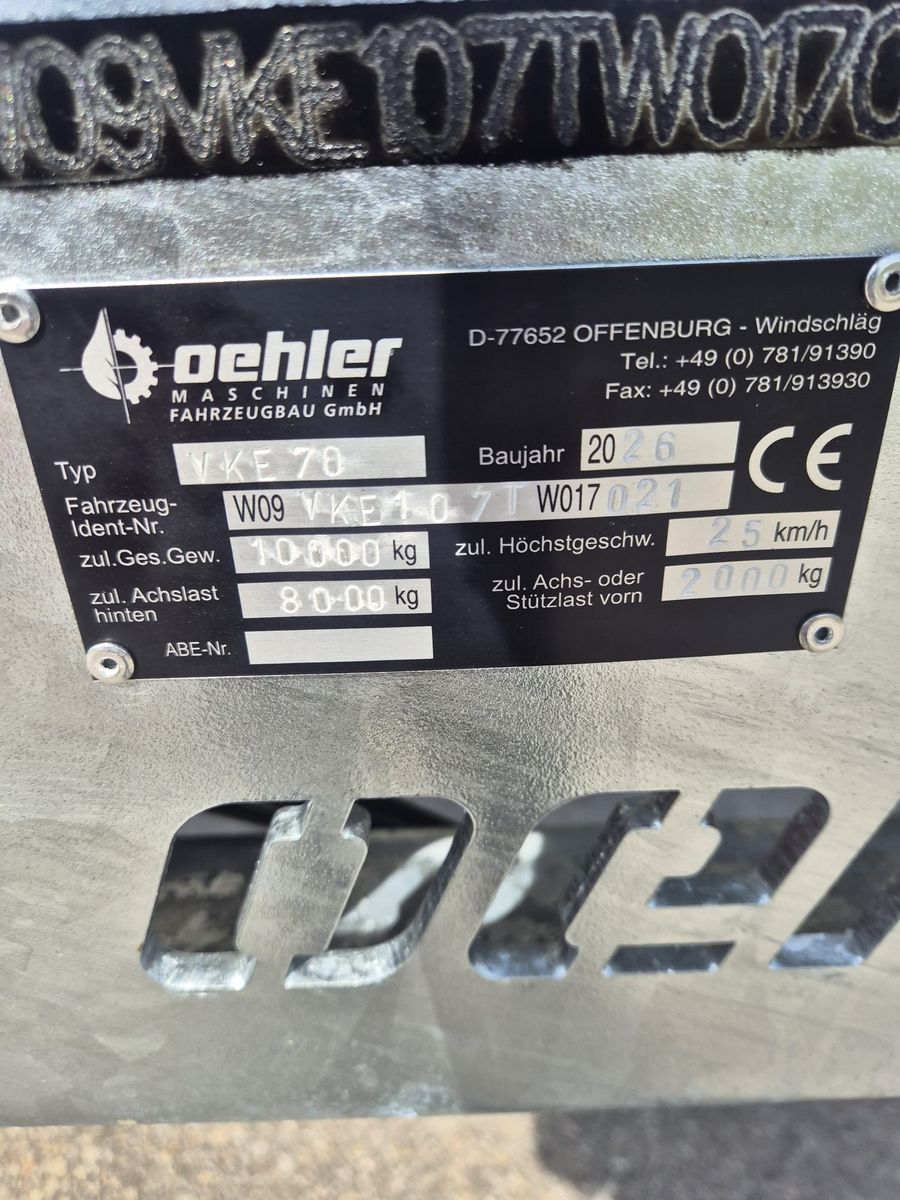 W09VKE107TW0170
oehler
MASCHINEN
FAHRZEUGBAU GmbH
D-77652 OFFENBURG - Windschläg
Tel.: +49 (0) 781/91390
Fax: +49 (0) 781/913930
Typ VKE 70 Baujahr 2026 CE
Fahrzeug-Ident-Nr. W09 VKE107T W017021
zul.Ges.Gew. 10000 kg zul. Höchstgeschw. 25 km/h
zul. Achslast hinten 8000 kg zul. Achs- oder Stützlast vorn 2000 kg
ABE-Nr.
oeh